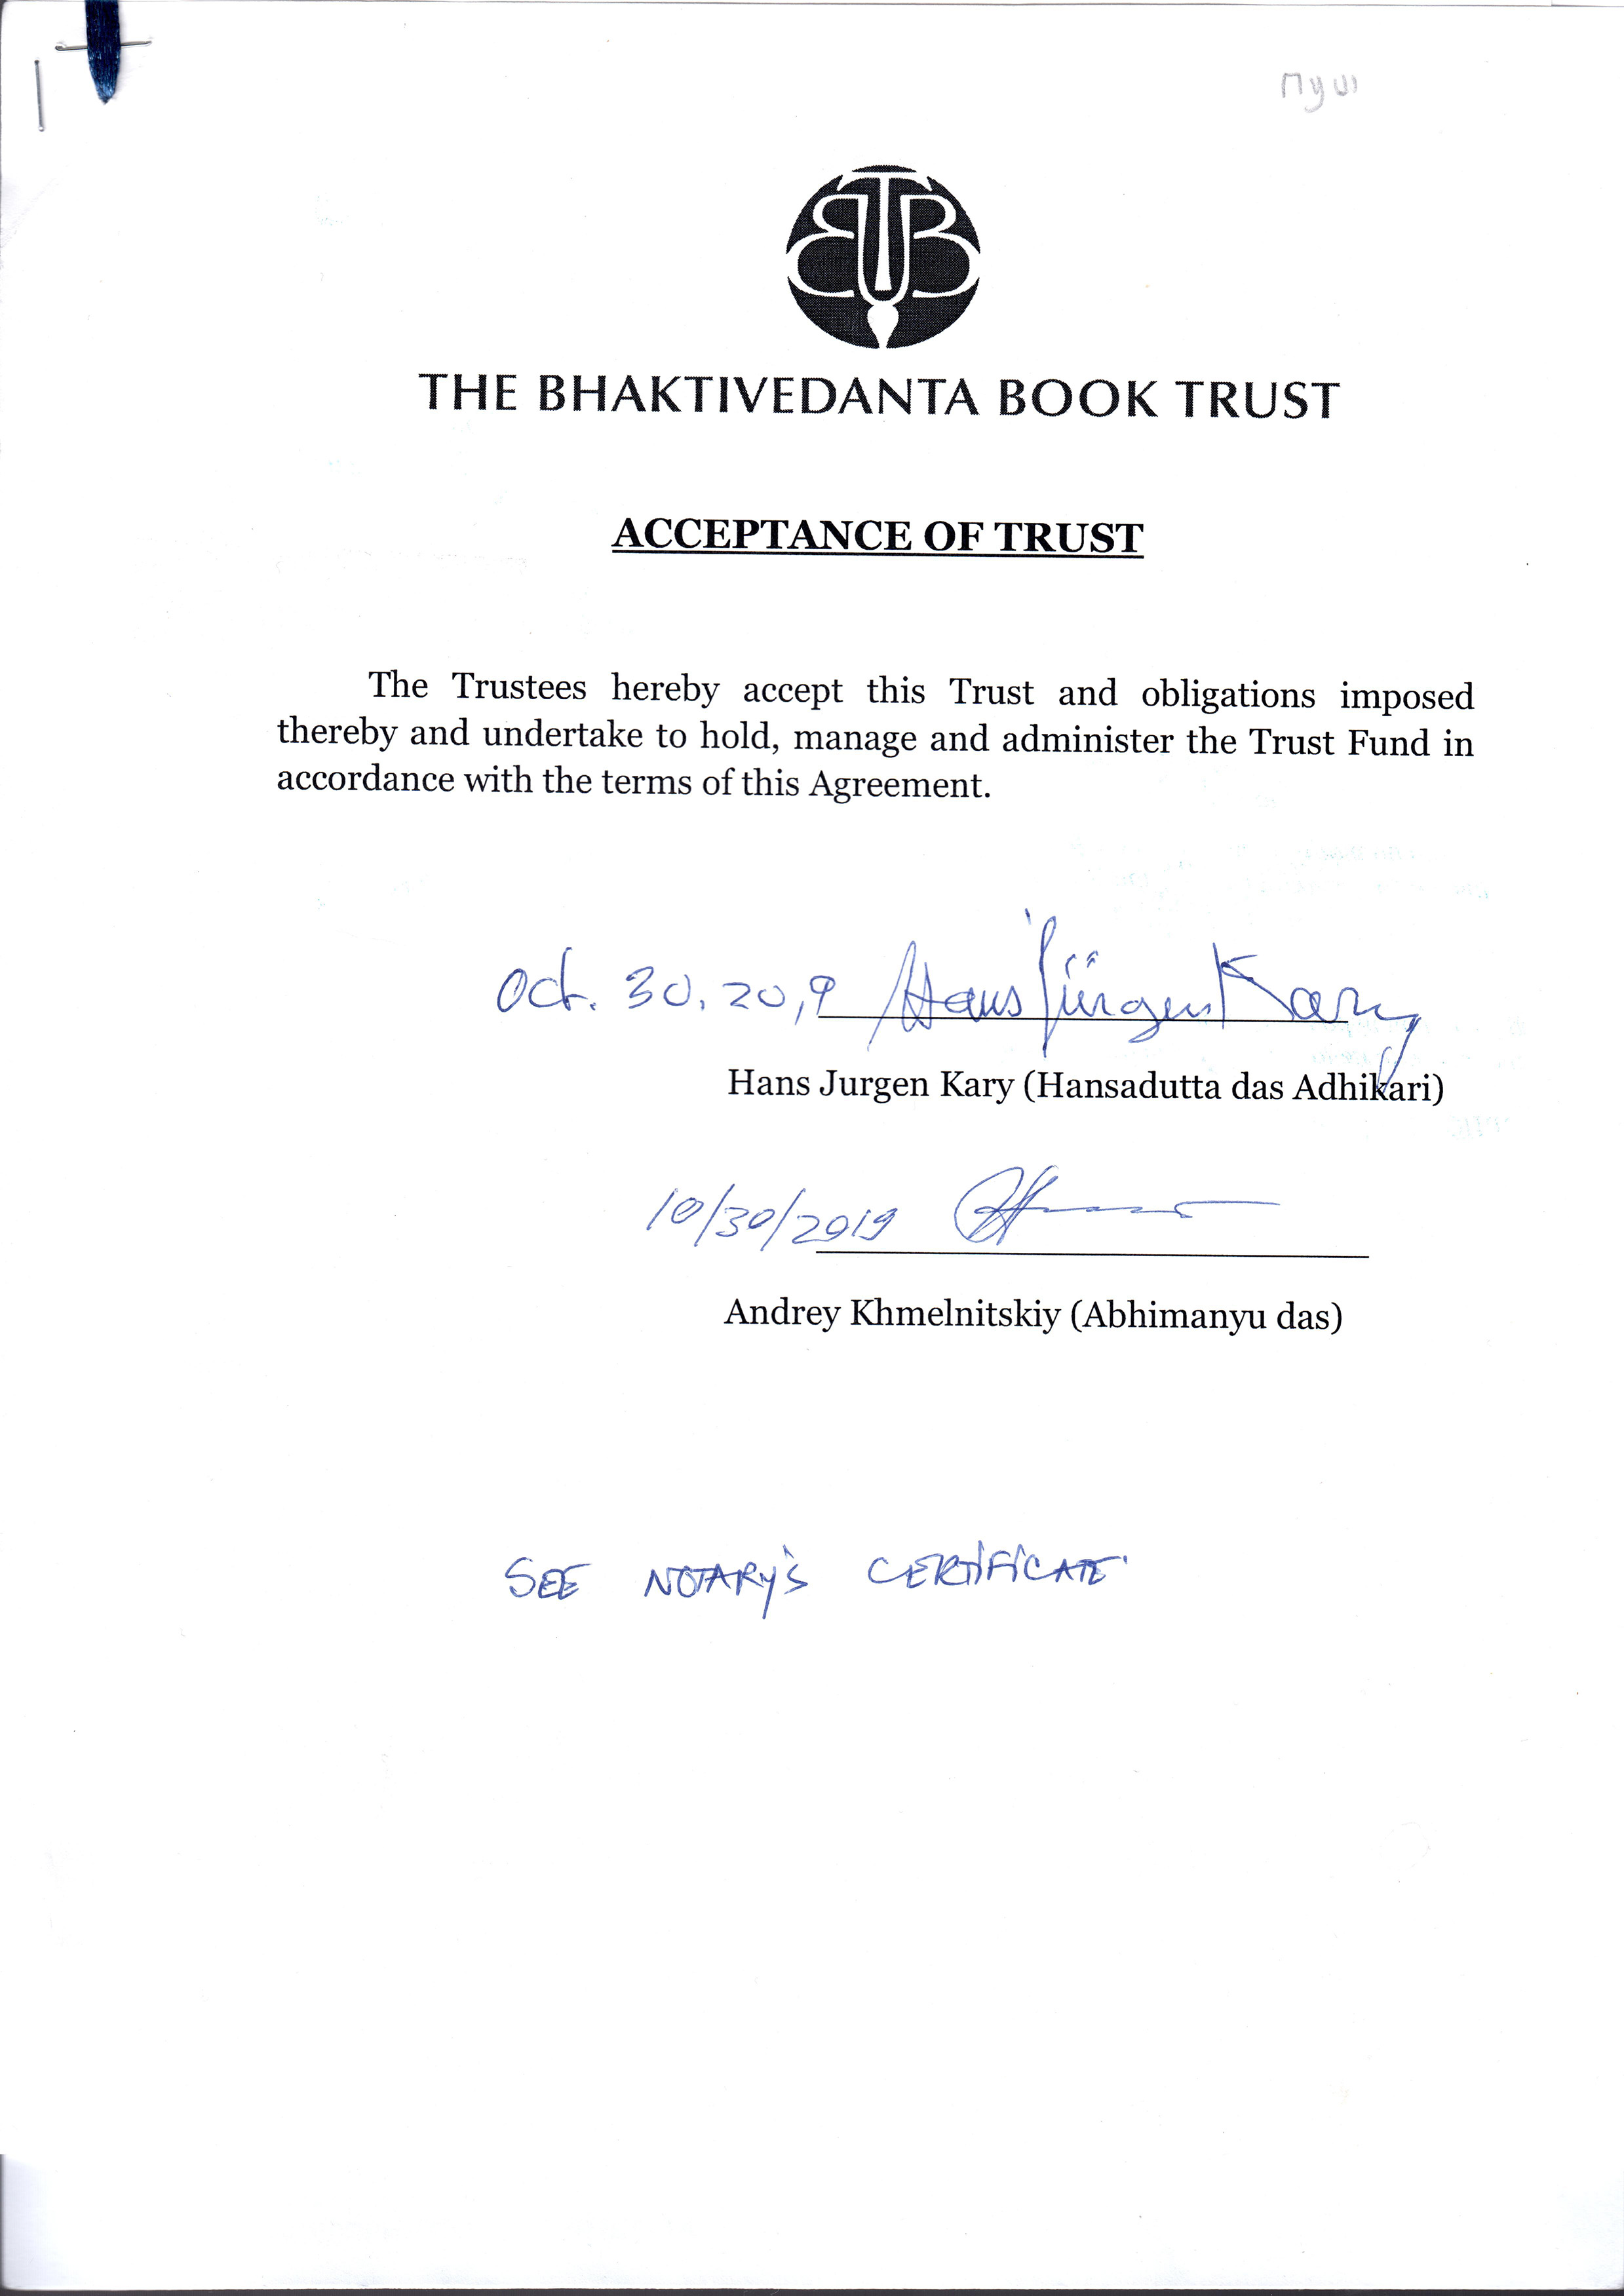 THE BHAKTIVEDANTA BOOK TRUST
ACCEPTANCE OF TRUST
The Trustees hereby accept this Trust and obligations imposed
thereby and undertake to hold, manage and administer the Trust Fund in
accordance with the terms of this Agreement.
Oct. 30. 2019 Hans Jürgen Kary
Hans Jurgen Kary (Hansadutta das Adhikari)
10/30/2019
Andrey Khmelnitskiy (Abhimanyu das)
SEE NOTARY'S CERTIFICATE